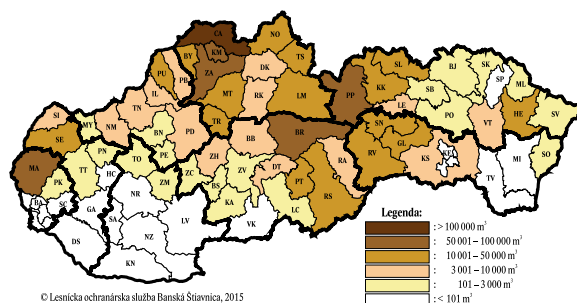 CA
NO
BY
KM
TS
PU
PB
ZA
DK
IL
MT
RK
LM
TN
SI
MY
NM
SE
BN
PD
TR
PE
MA
PK
TT
PN
HC
TO
ZM
BA
SC
GA
NR
SA
DS
NZ
KN
LV
ZC
ZH
BS
KA
BB
ZV
VK
BR
DT
LC
PT
RA
RS
PP
KK
SL
LE
SB
BJ
SK
SP
ML
PO
VT
HE
SV
SN
RV
GL
KS
TV
MI
SO
Legenda:
: > 100 000 m³
: 50 001 – 100 000 m³
: 10 001 – 50 000 m³
: 3 001 – 10 000 m³
: 101 – 3 000 m³
: < 101 m³
© Lesnícka ochranárska služba Banská Štiavnica, 2015